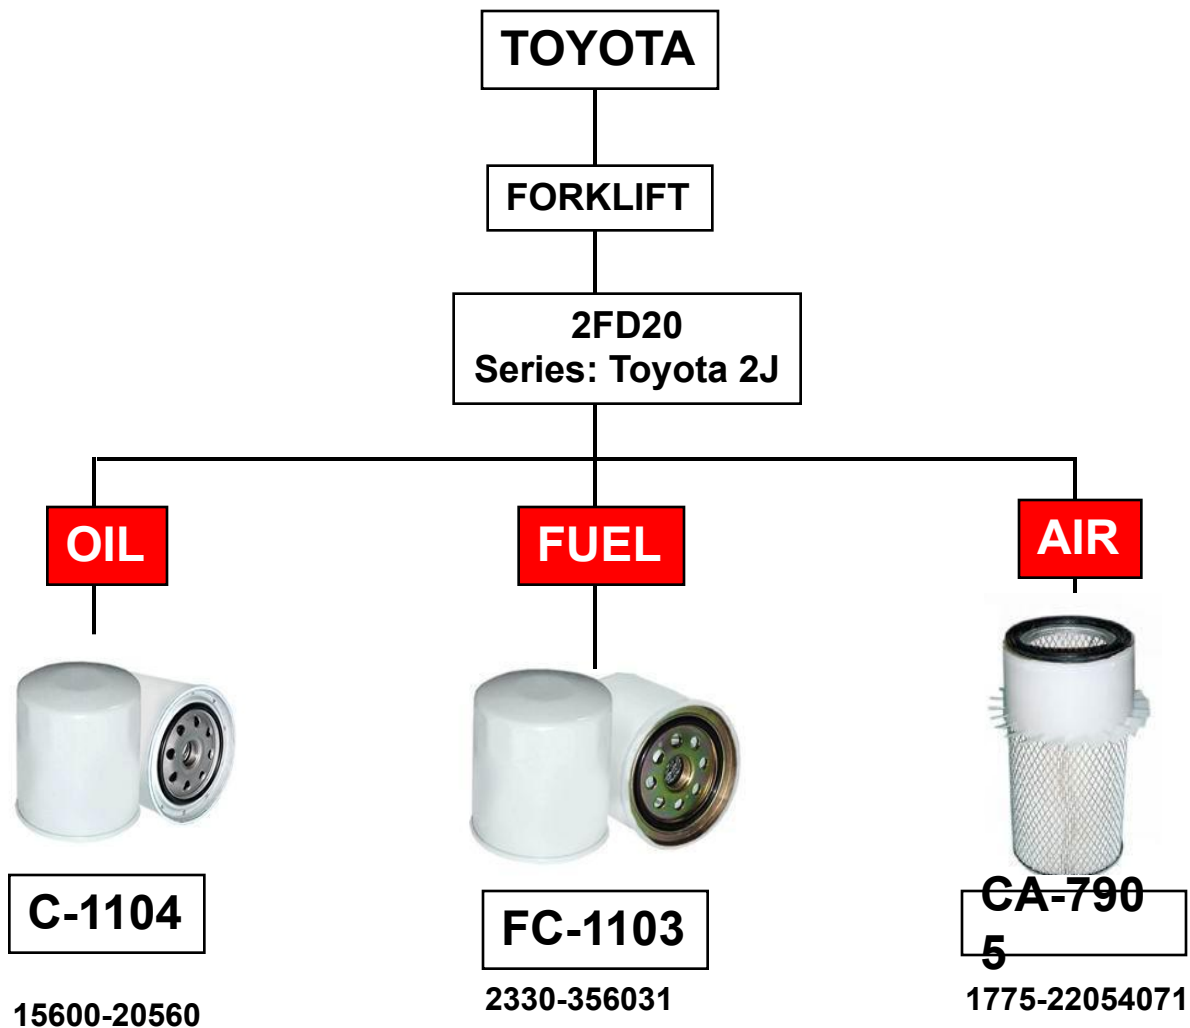 TOYOTA
FORKLIFT
2FD20
Series: Toyota 2J
OIL
FUEL
AIR
C-1104
FC-1103
CA-790
5
15600-20560
2330-356031
1775-22054071